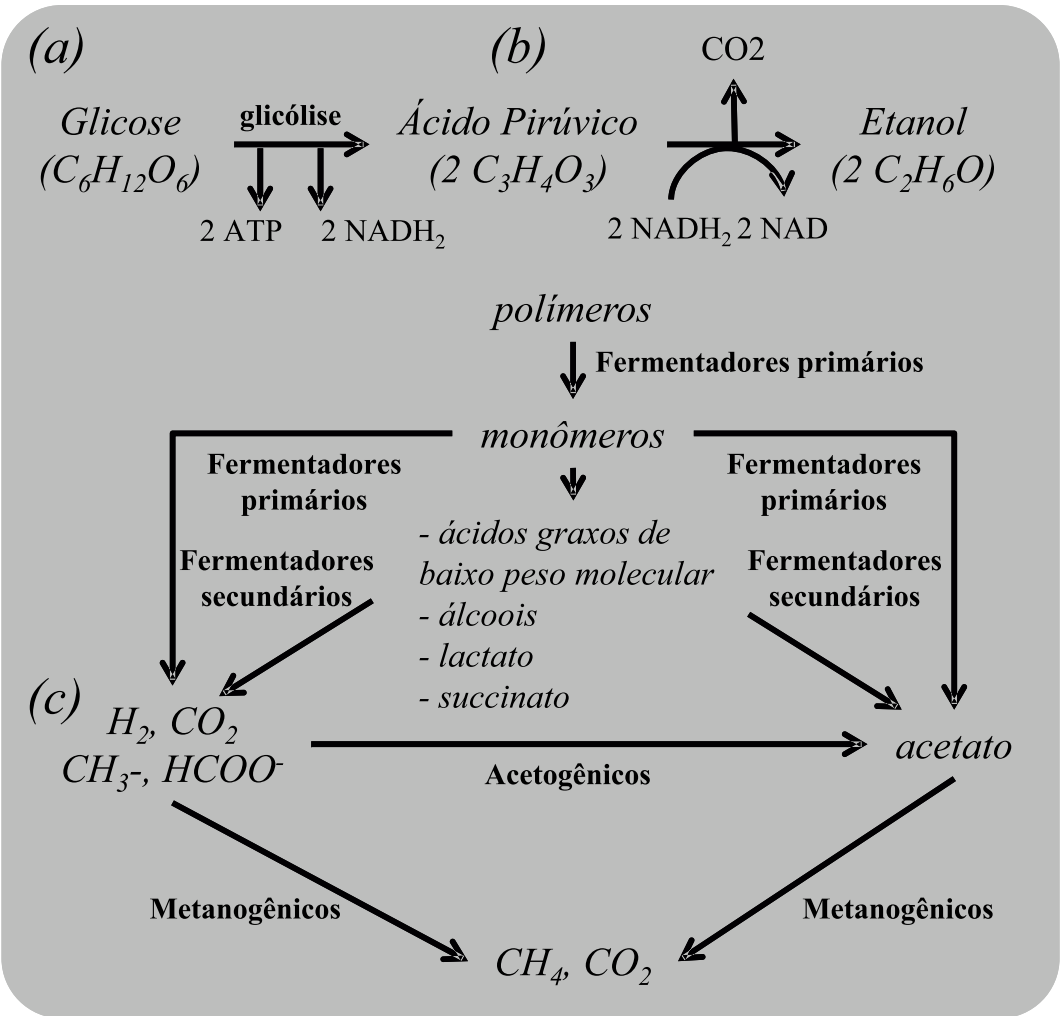 (a)
(b)
CO2
Glicose
(C₆H₁₂O₆)
glicólise
Ácido Pirúvico
(2 C₃H₄O₃)
Etanol
(2 C₂H₆O)
2 ATP
2 NADH₂
2 NADH₂
2 NAD
polímeros
Fermentadores primários
monômeros
Fermentadores
primários
Fermentadores
primários
- ácidos graxos de
baixo peso molecular
- álcoois
- lactato
- succinato
Fermentadores
secundários
Fermentadores
secundários
(c)
H₂, CO₂
CH₃-, HCOO⁻
Acetogênicos
acetato
Metanogênicos
Metanogênicos
CH₄, CO₂